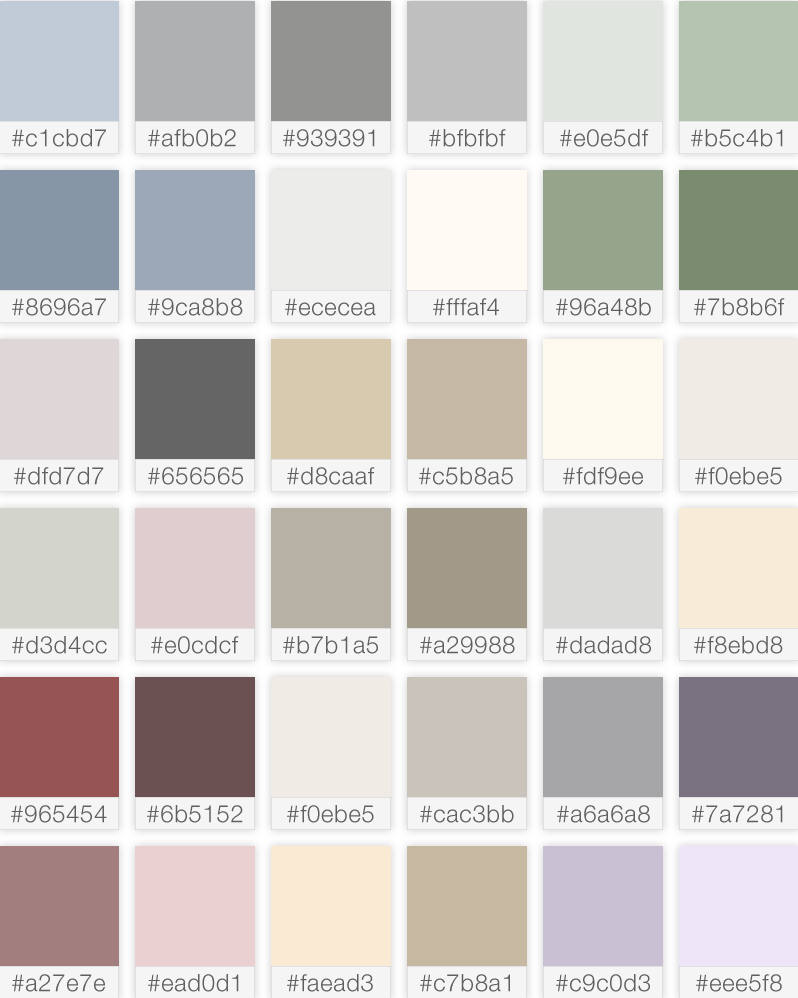 #c1cbd7 #afb0b2 #939391 #bfbfbf #e0e5df #b5c4b1
#8696a7 #9ca8b8 #ececea #fffaf4 #96a48b #7b8b6f
#dfd7d7 #656565 #d8caaf #c5b8a5 #fdf9ee #f0ebe5
#d3d4cc #e0cdcf #b7b1a5 #a29988 #dadad8 #f8ebd8
#965454 #6b5152 #f0ebe5 #cac3bb #a6a6a8 #7a7281
#a27e7e #ead0d1 #faead3 #c7b8a1 #c9c0d3 #eee5f8